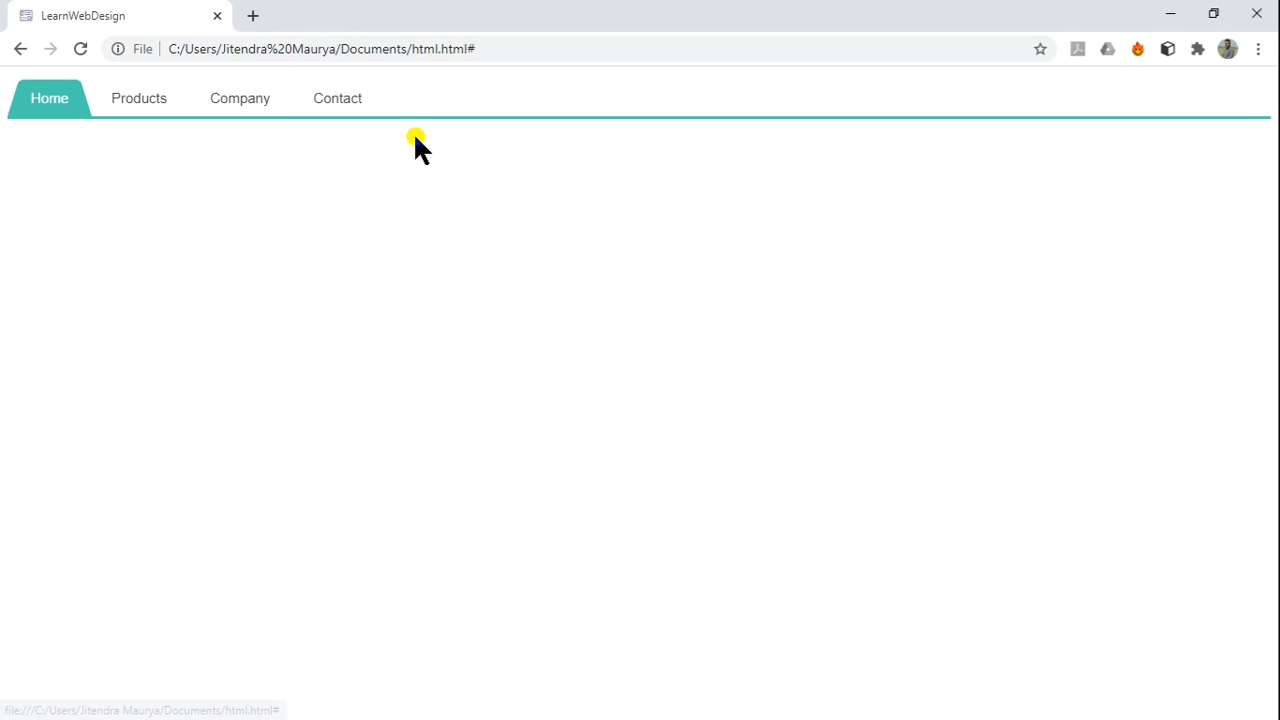 LearnWebDesign
File C:/Users/Jitendra%20Maurya/Documents/html.html#
Home Products Company Contact
file:///C:/Users/Jitendra Maurya/Documents/html.html#